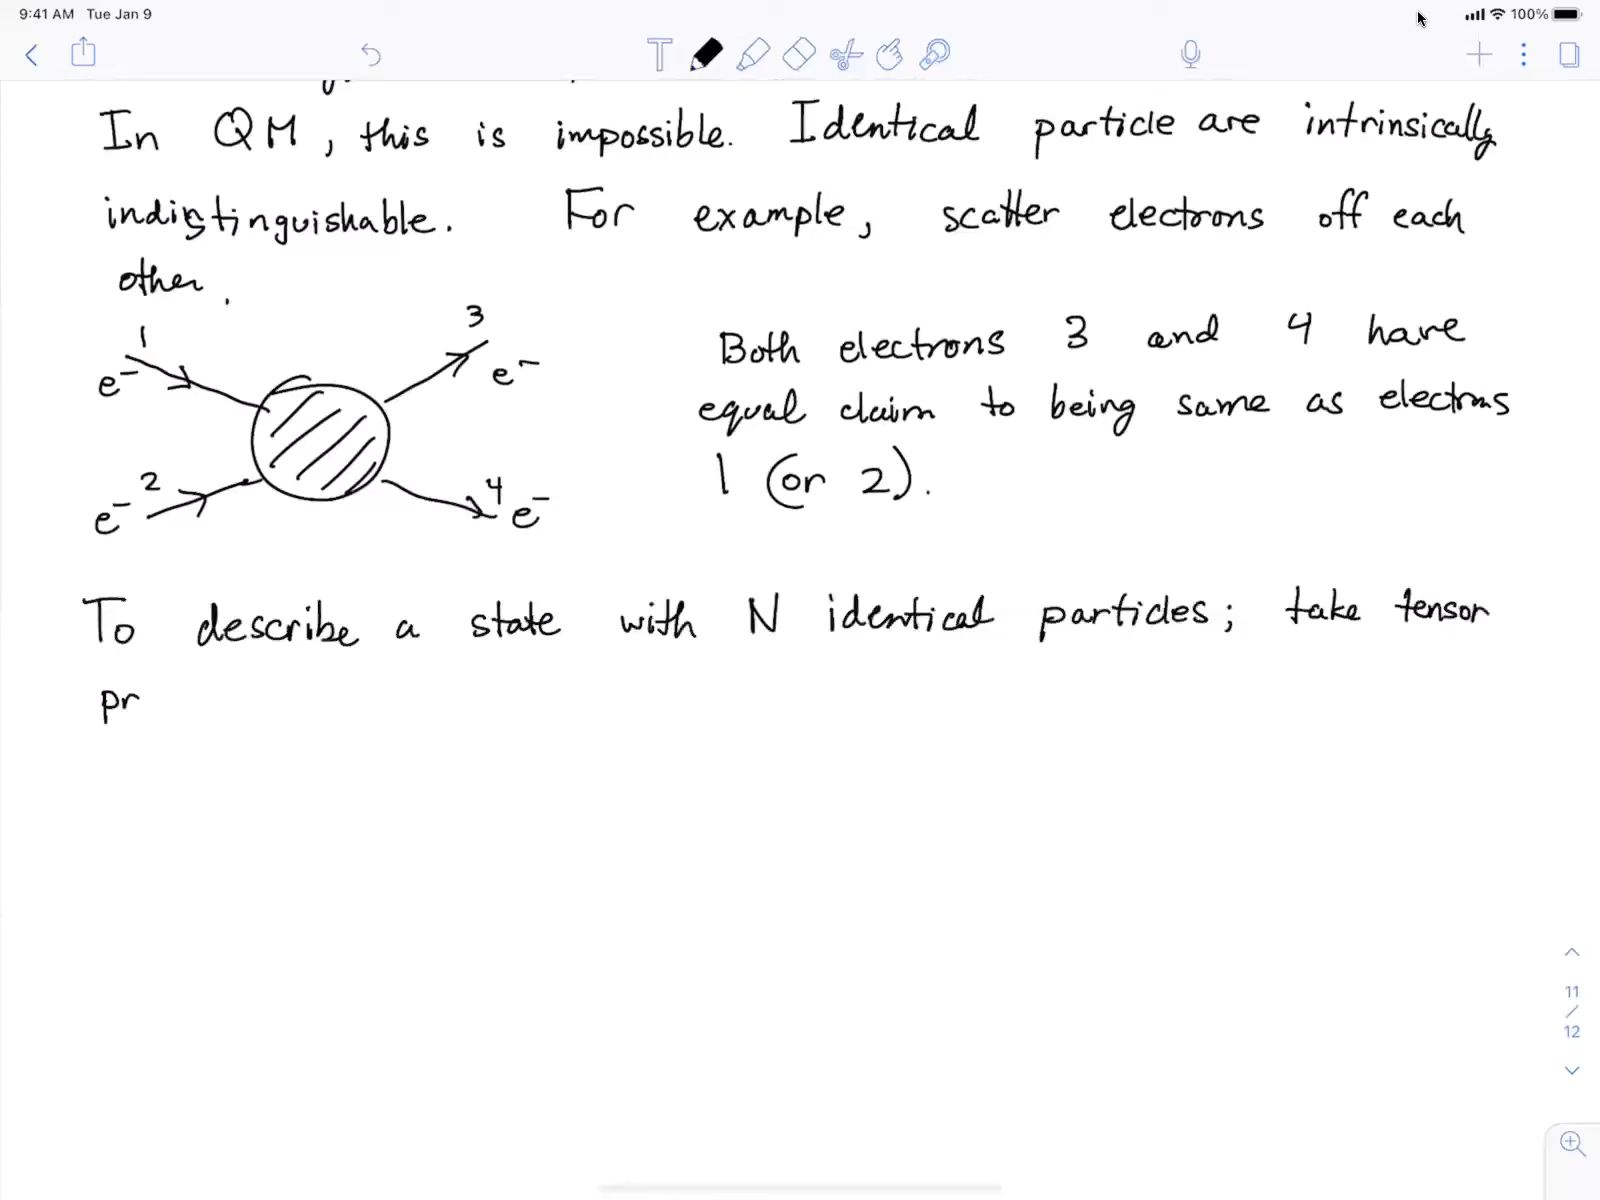 9:41 AM Tue Jan 9
100%
In QM, this is impossible. Identical particle are intrinsically
indistinguishable. For example, scatter electrons off each
other.
1
e⁻
3
e⁻
2
e⁻
4
e⁻
Both electrons 3 and 4 have
equal claim to being same as electrons
1 (or 2).
To describe a state with N identical particles; take tensor
pr
11
/
12